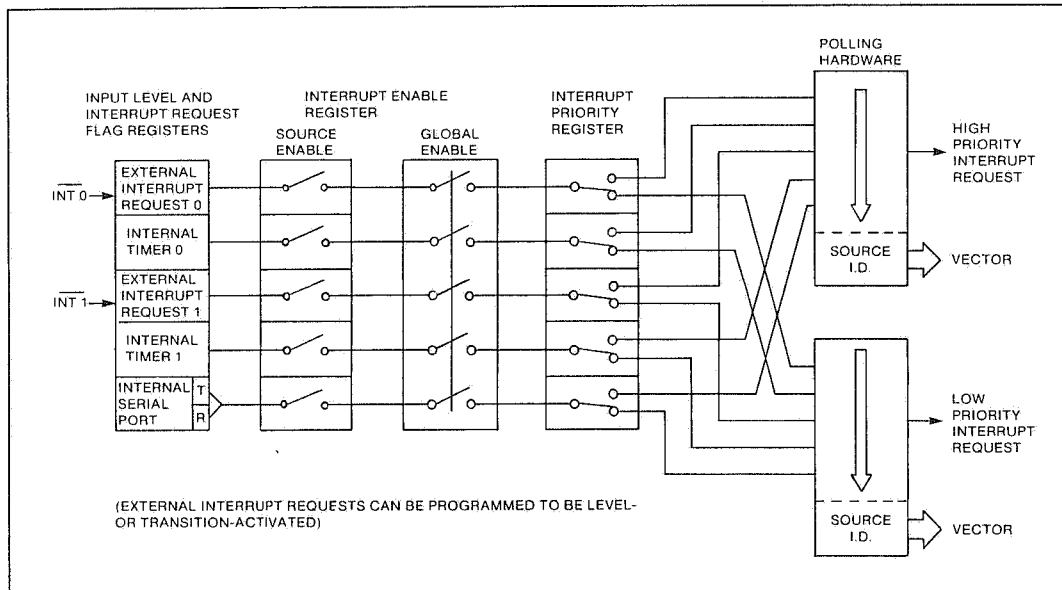 POLLING
HARDWARE
INPUT LEVEL AND
INTERRUPT REQUEST
FLAG REGISTERS
INTERRUPT ENABLE
REGISTER
SOURCE
ENABLE
GLOBAL
ENABLE
INTERRUPT
PRIORITY
REGISTER
INT 0
EXTERNAL
INTERRUPT
REQUEST 0
INTERNAL
TIMER 0
INT 1
EXTERNAL
INTERRUPT
REQUEST 1
INTERNAL
TIMER 1
INTERNAL
SERIAL
PORT
T
R
HIGH
PRIORITY
INTERRUPT
REQUEST
SOURCE
I.D.
VECTOR
LOW
PRIORITY
INTERRUPT
REQUEST
SOURCE
I.D.
VECTOR
(EXTERNAL INTERRUPT REQUESTS CAN BE PROGRAMMED TO BE LEVEL-
OR TRANSITION-ACTIVATED)